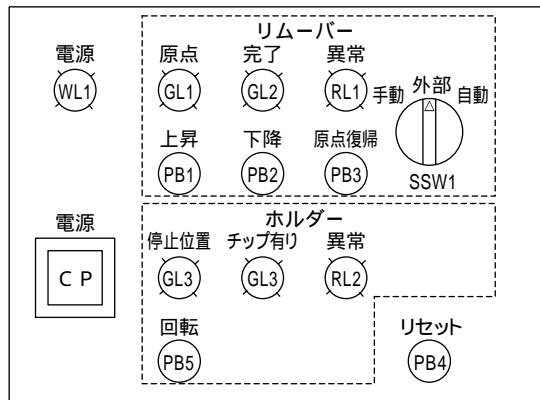 リムーバー
電源 原点 完了 異常
WL1 GL1 GL2 RL1
手動 外部 自動
上昇 下降 原点復帰
PB1 PB2 PB3
SSW1
ホルダー
電源
停止位置 チップ有り 異常
CP GL3 GL3 RL2
回転 リセット
PB5 PB4